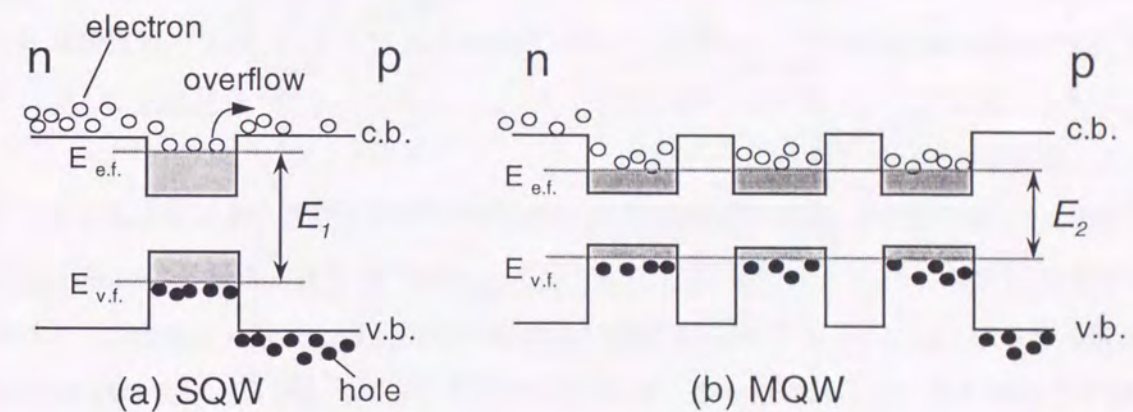 electron
n
overflow
p
c.b.
E e.f.
E₁
E v.f.
v.b.
hole
(a) SQW
n
p
c.b.
E e.f.
E₂
E v.f.
v.b.
(b) MQW